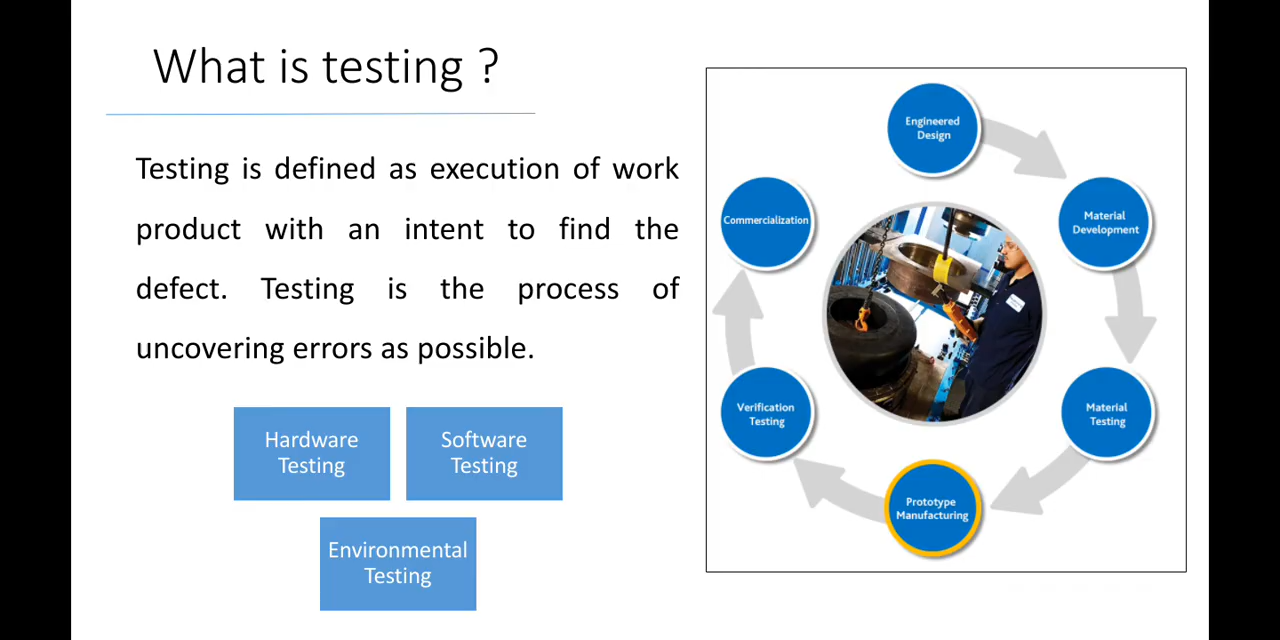 What is testing ?
Testing is defined as execution of work
product with an intent to find the
defect. Testing is the process of
uncovering errors as possible.
Hardware
Testing
Software
Testing
Environmental
Testing
Engineered
Design
Material
Development
Material
Testing
Prototype
Manufacturing
Verification
Testing
Commercialization